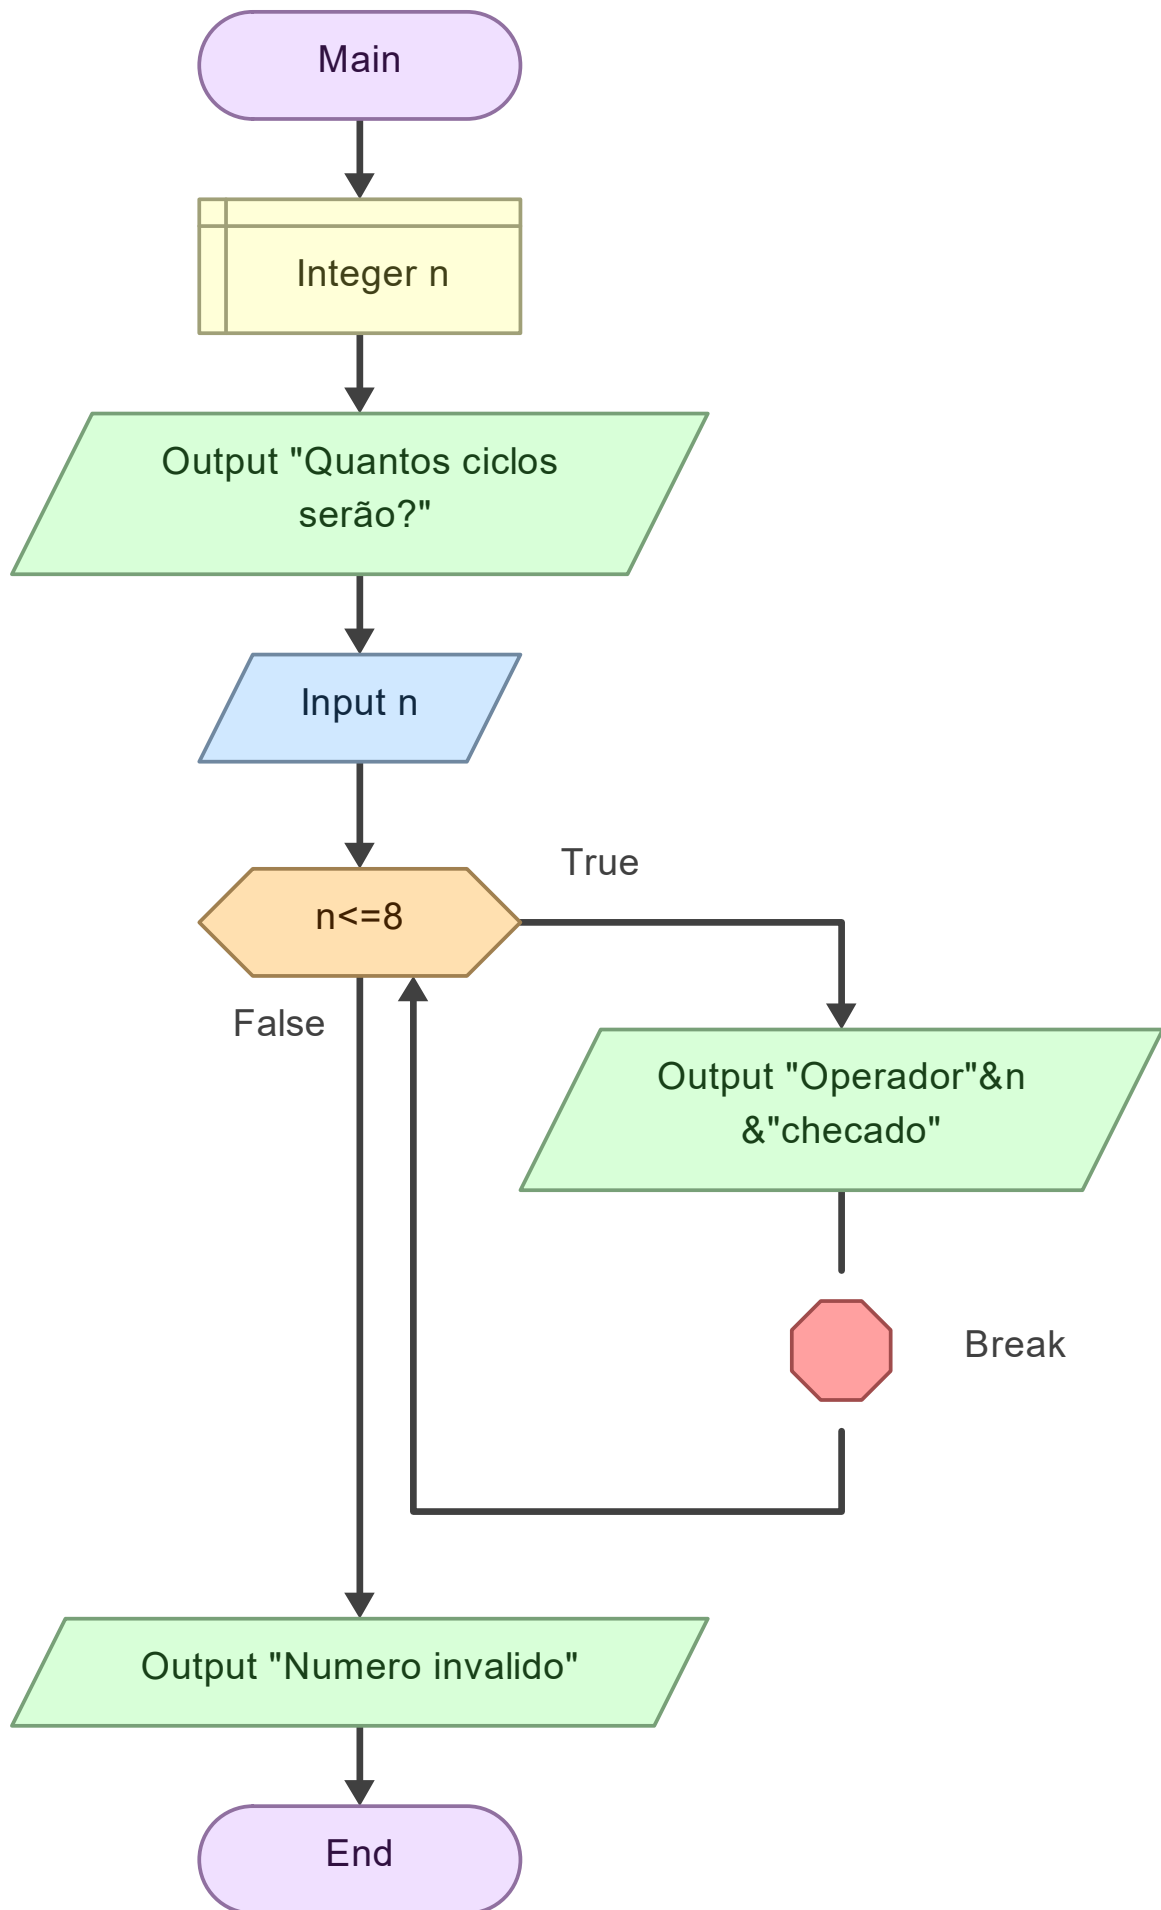 Main
Integer n
Output "Quantos ciclos
serão?"
Input n
True
n<=8
False
Output "Operador"&n
&"checado"
Break
Output "Numero invalido"
End